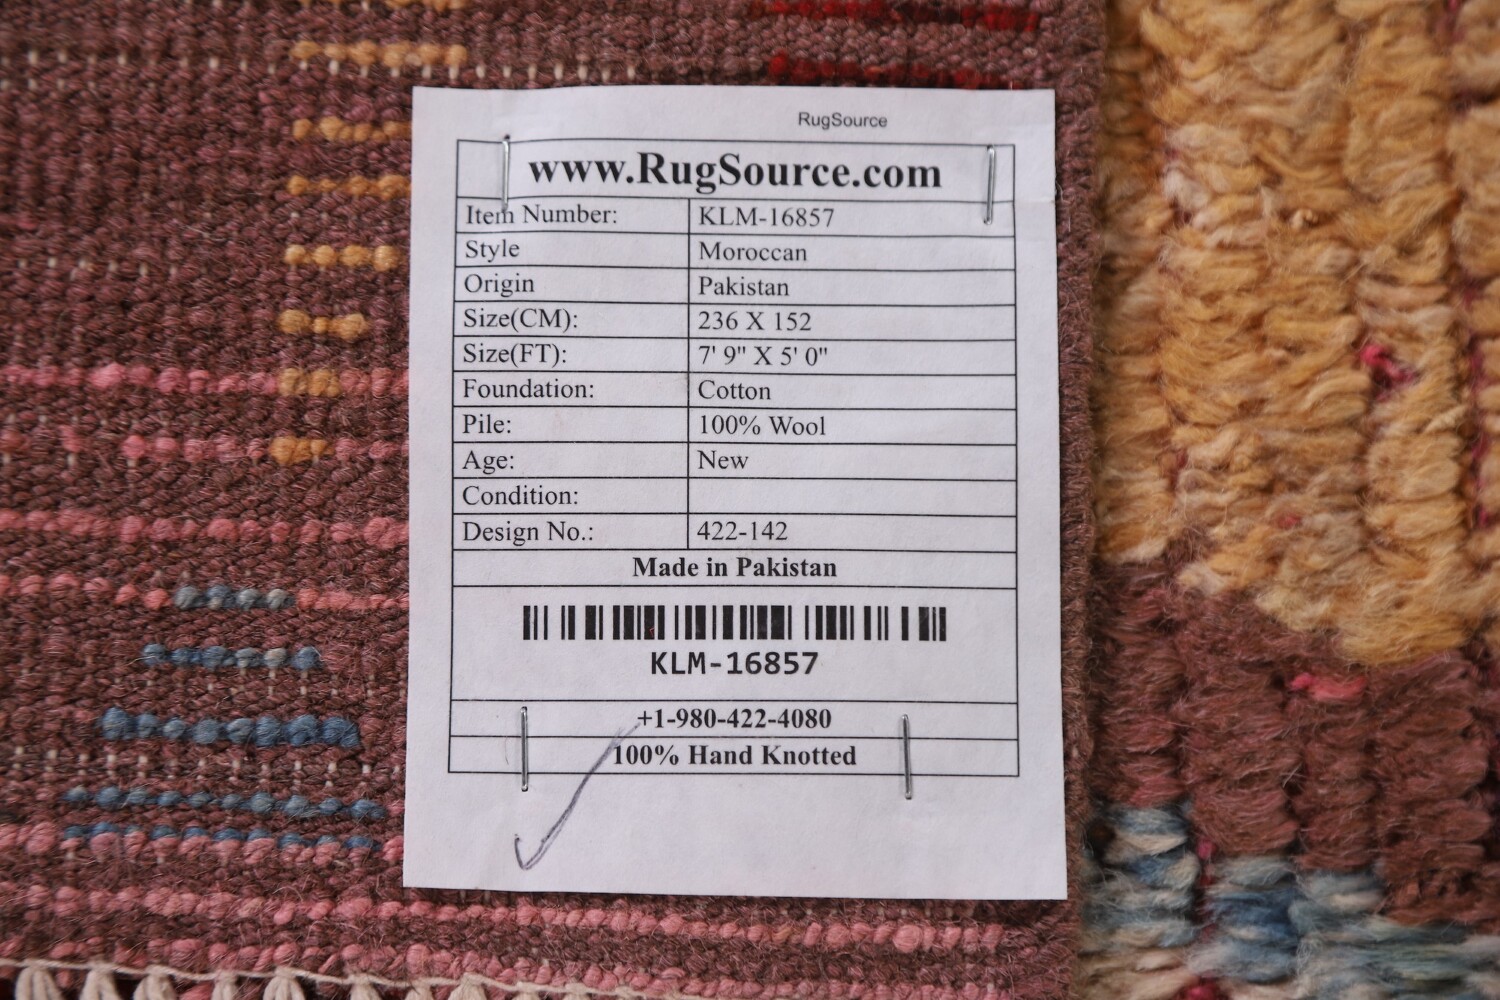 RugSource
www.RugSource.com
Item Number: KLM-16857
Style Moroccan
Origin Pakistan
Size(CM): 236 X 152
Size(FT): 7' 9" X 5' 0"
Foundation: Cotton
Pile: 100% Wool
Age: New
Condition:
Design No.: 422-142
Made in Pakistan
KLM-16857
+1-980-422-4080
100% Hand Knotted